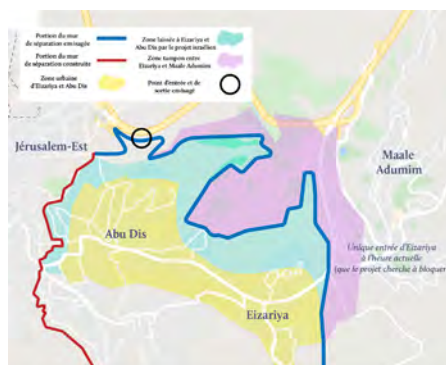 Portion du mur
de séparation envisagée
Zone laissée à Eizariya et
Abu Dis par le projet israélien
Portion du mur
de séparation construite
Zone tampon entre
Eizariya et Maale Adumim
Zone urbaine
d'Eizariya et Abu Dis
Point d'entrée et de
sortie envisagé
Jérusalem-Est
Maale
Adumim
Abu Dis
Unique entrée d'Eizariya
à l'heure actuelle
(que le projet cherche à bloquer)
Eizariya